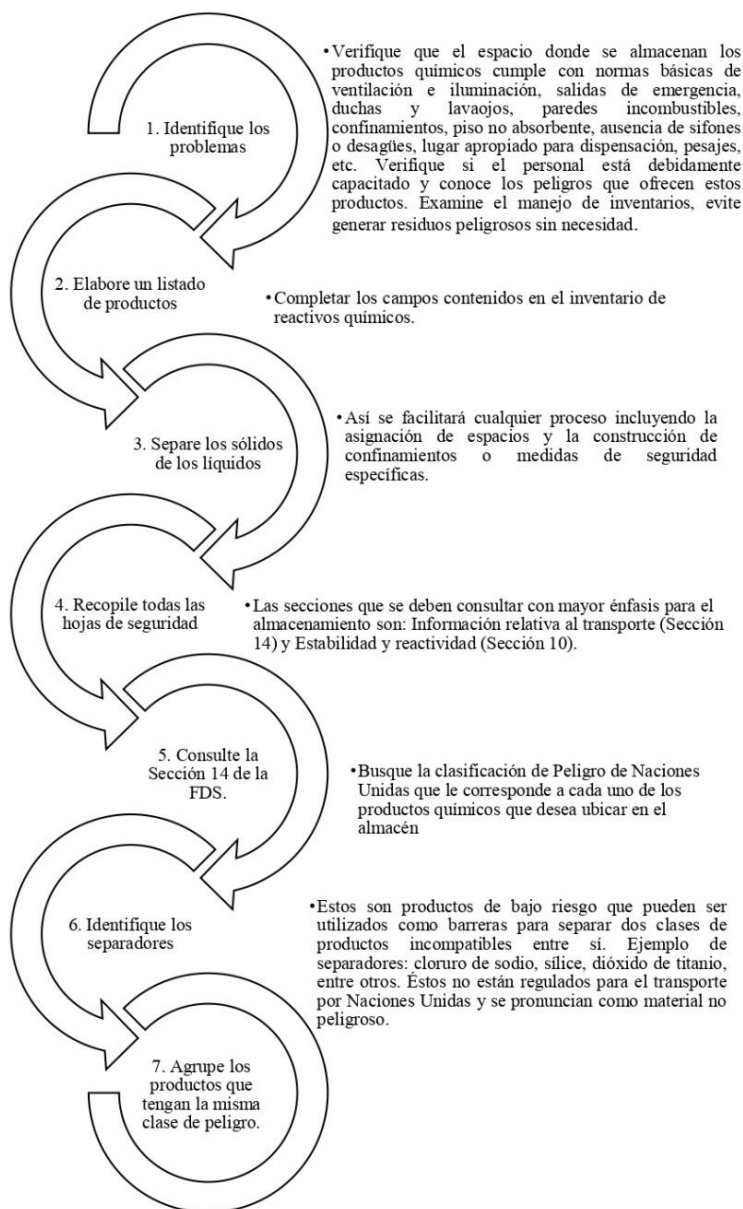 1. Identifique los
problemas
•Verifique que el espacio donde se almacenan los
productos químicos cumple con normas básicas de
ventilación e iluminación, salidas de emergencia,
duchas y lavaojos, paredes incombustibles,
confinamientos, piso no absorbente, ausencia de sifones
o desagües, lugar apropiado para dispensación, pesajes,
etc. Verifique si el personal está debidamente
capacitado y conoce los peligros que ofrecen estos
productos. Examine el manejo de inventarios, evite
generar residuos peligrosos sin necesidad.
2. Elabore un listado
de productos
•Completar los campos contenidos en el inventario de
reactivos químicos.
3. Separe los sólidos
de los líquidos
•Así se facilitará cualquier proceso incluyendo la
asignación de espacios y la construcción de
confinamientos o medidas de seguridad
específicas.
4. Recopile todas las
hojas de seguridad
•Las secciones que se deben consultar con mayor énfasis para el
almacenamiento son: Información relativa al transporte (Sección
14) y Estabilidad y reactividad (Sección 10).
5. Consulte la
Sección 14 de la
FDS.
•Busque la clasificación de Peligro de Naciones
Unidas que le corresponde a cada uno de los
productos químicos que desea ubicar en el
almacén
6. Identifique los
separadores
•Estos son productos de bajo riesgo que pueden ser
utilizados como barreras para separar dos clases de
productos incompatibles entre sí. Ejemplo de
separadores: cloruro de sodio, sílice, dióxido de titanio,
entre otros. Éstos no están regulados para el transporte
por Naciones Unidas y se pronuncian como material no
peligroso.
7. Agrupe los
productos que
tengan la misma
clase de peligro.